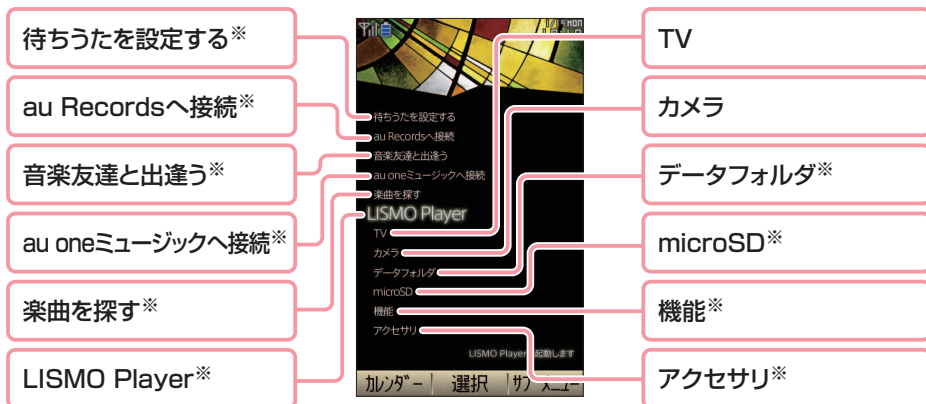 待ちうたを設定する※
au Recordsへ接続※
音楽友達と出逢う※
au oneミュージックへ接続※
楽曲を探す※
LISMO Player※
待ちうたを設定する
au Recordsへ接続
音楽友達と出逢う
au oneミュージックへ接続
楽曲を探す
LISMO Player
TV
カメラ
データフォルダ
microSD
機能
アクセサリ
LISMO Player 起動します
カレンダー 選択
TV
カメラ
データフォルダ※
microSD※
機能※
アクセサリ※